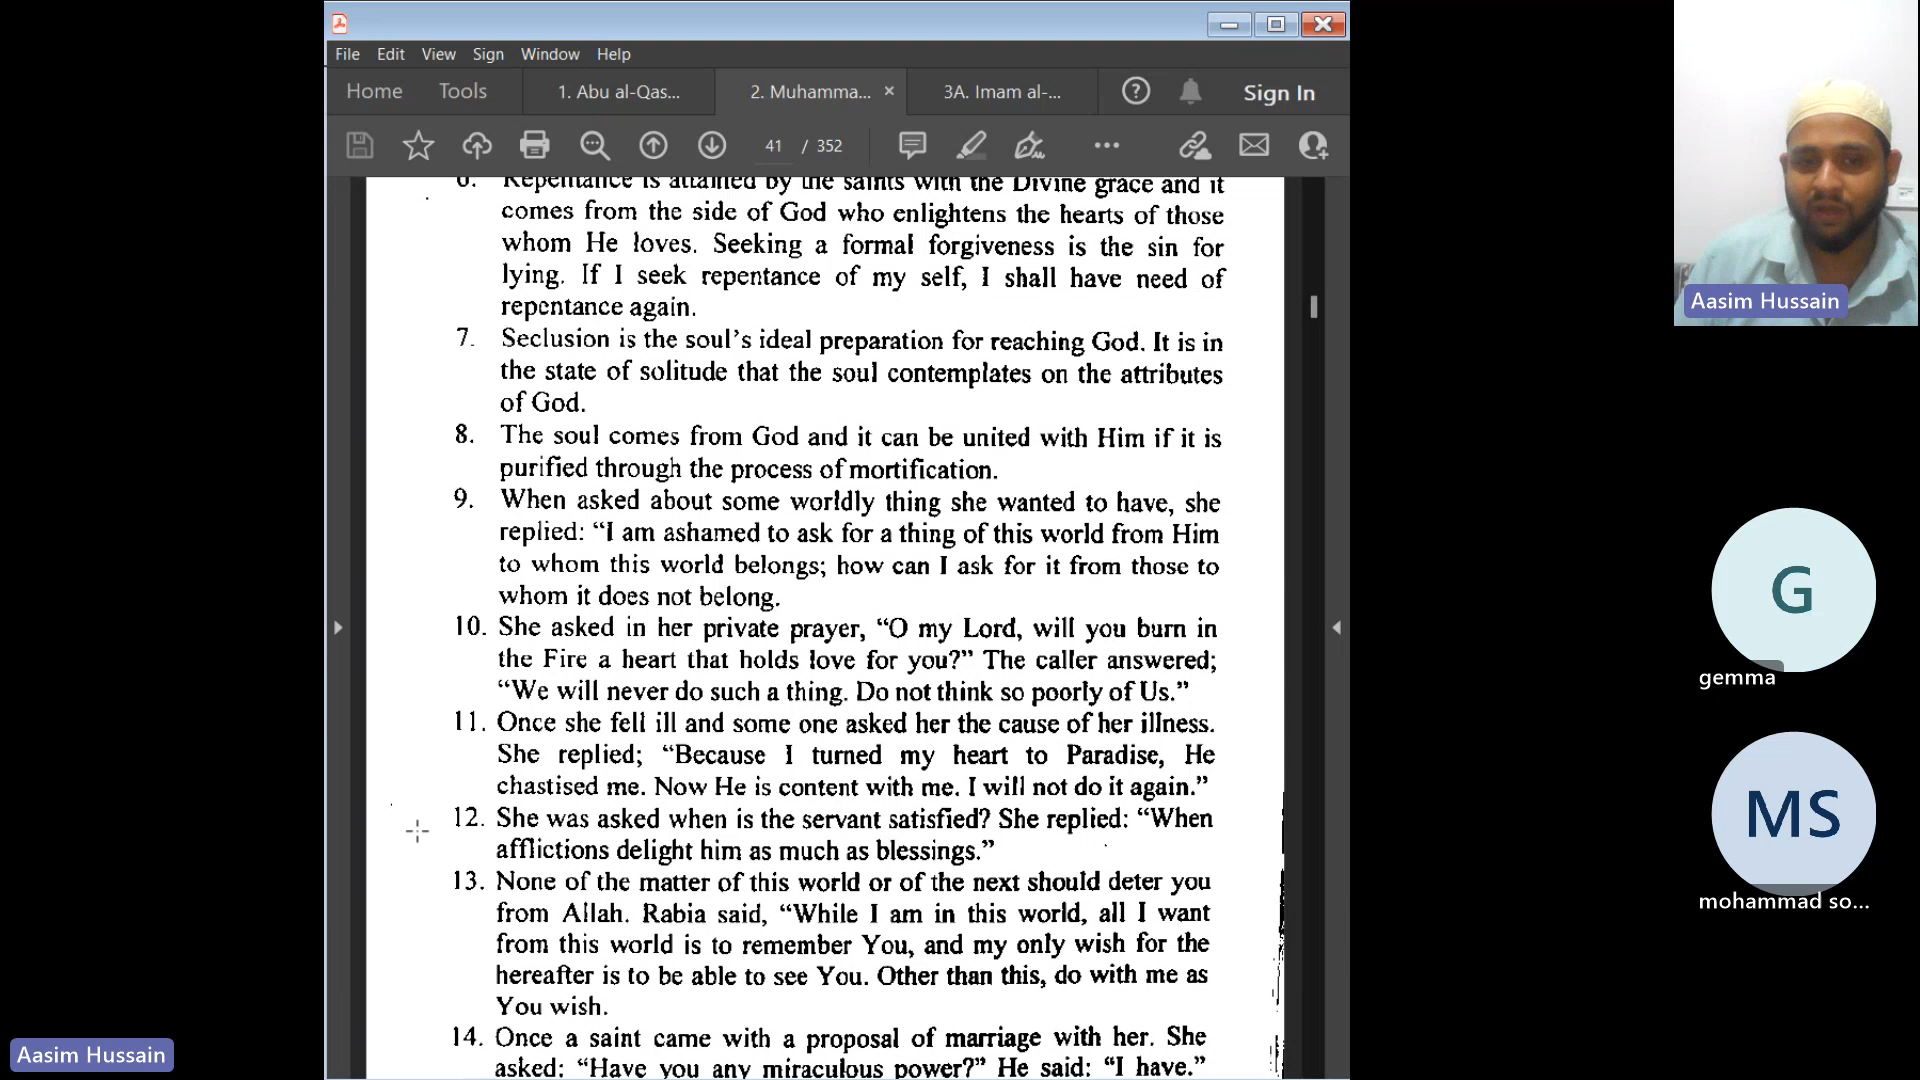 File Edit View Sign Window Help
Home Tools 1. Abu al-Qas... 2. Muhamma... × 3A. Imam al-... ? Sign In
41 / 352
6. Repentance is attained by the saints with the Divine grace and it
comes from the side of God who enlightens the hearts of those
whom He loves. Seeking a formal forgiveness is the sin for
lying. If I seek repentance of my self, I shall have need of
repentance again.
7. Seclusion is the soul's ideal preparation for reaching God. It is in
the state of solitude that the soul contemplates on the attributes
of God.
8. The soul comes from God and it can be united with Him if it is
purified through the process of mortification.
9. When asked about some worldly thing she wanted to have, she
replied: “I am ashamed to ask for a thing of this world from Him
to whom this world belongs; how can I ask for it from those to
whom it does not belong.
10. She asked in her private prayer, “O my Lord, will you burn in
the Fire a heart that holds love for you?” The caller answered;
“We will never do such a thing. Do not think so poorly of Us.”
11. Once she fell ill and some one asked her the cause of her illness.
She replied; “Because I turned my heart to Paradise, He
chastised me. Now He is content with me. I will not do it again.”
12. She was asked when is the servant satisfied? She replied: “When
afflictions delight him as much as blessings.”
13. None of the matter of this world or of the next should deter you
from Allah. Rabia said, “While I am in this world, all I want
from this world is to remember You, and my only wish for the
hereafter is to be able to see You. Other than this, do with me as
You wish.
14. Once a saint came with a proposal of marriage with her. She
asked: “Have you any miraculous power?” He said: “I have.”
Aasim Hussain
G
gemma
MS
mohammad so...
Aasim Hussain